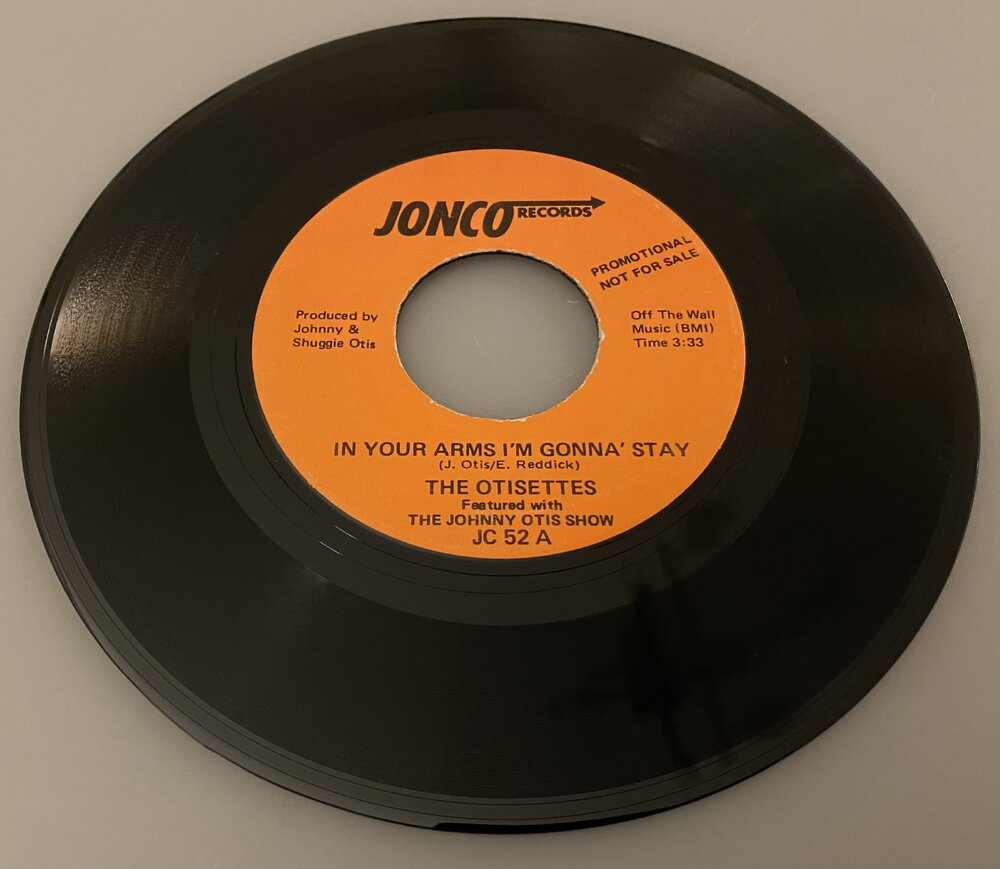 JONCO RECORDS
PROMOTIONAL
NOT FOR SALE
Produced by
Johnny &
Shuggie Otis
Off The Wall
Music (BMI)
Time 3:33
IN YOUR ARMS I'M GONNA' STAY
(J. Otis/E. Reddick)
THE OTISETTES
Featured with
THE JOHNNY OTIS SHOW
JC 52 A